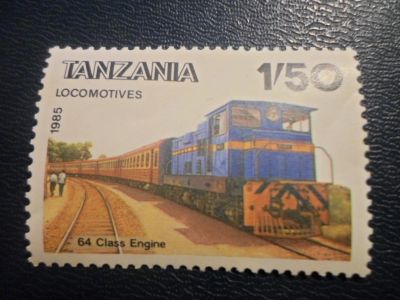 TANZANIA 1/50
LOCOMOTIVES
1985
64 Class Engine